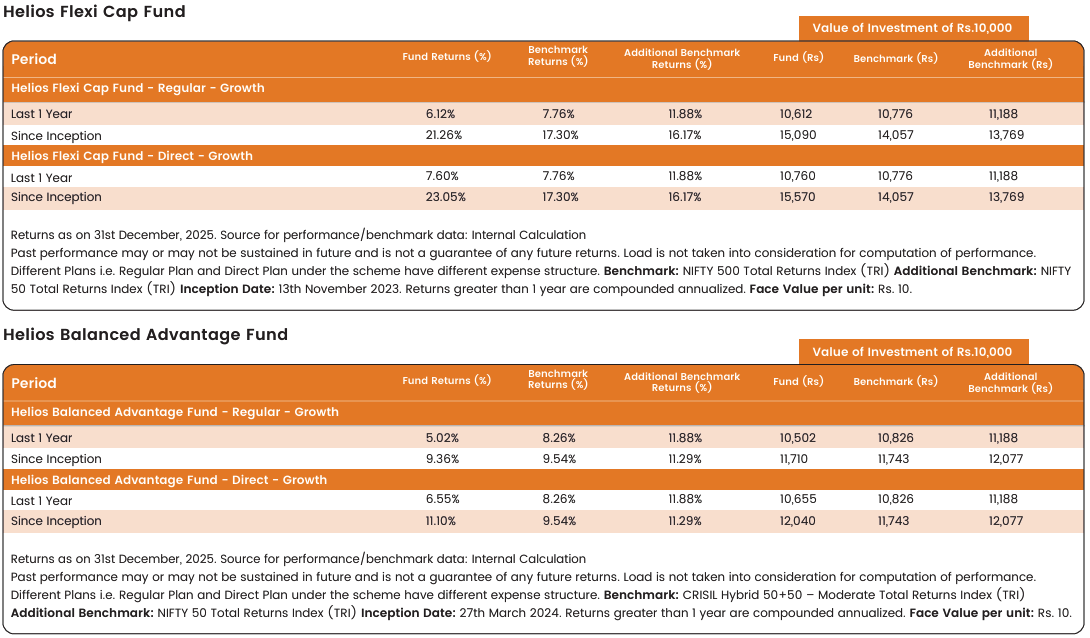 Helios Flexi Cap Fund
Value of Investment of Rs.10,000
Period Fund Returns (%) Benchmark Returns (%) Additional Benchmark Returns (%) Fund (Rs) Benchmark (Rs) Additional Benchmark (Rs)
Helios Flexi Cap Fund - Regular - Growth
Last 1 Year 6.12% 7.76% 11.88% 10,612 10,776 11,188
Since Inception 21.26% 17.30% 16.17% 15,090 14,057 13,769
Helios Flexi Cap Fund - Direct - Growth
Last 1 Year 7.60% 7.76% 11.88% 10,760 10,776 11,188
Since Inception 23.05% 17.30% 16.17% 15,570 14,057 13,769
Returns as on 31st December, 2025. Source for performance/benchmark data: Internal Calculation
Past performance may or may not be sustained in future and is not a guarantee of any future returns. Load is not taken into consideration for computation of performance.
Different Plans i.e. Regular Plan and Direct Plan under the scheme have different expense structure. Benchmark: NIFTY 500 Total Returns Index (TRI) Additional Benchmark: NIFTY
50 Total Returns Index (TRI) Inception Date: 13th November 2023. Returns greater than 1 year are compounded annualized. Face Value per unit: Rs. 10.
Helios Balanced Advantage Fund
Value of Investment of Rs.10,000
Period Fund Returns (%) Benchmark Returns (%) Additional Benchmark Returns (%) Fund (Rs) Benchmark (Rs) Additional Benchmark (Rs)
Helios Balanced Advantage Fund - Regular - Growth
Last 1 Year 5.02% 8.26% 11.88% 10,502 10,826 11,188
Since Inception 9.36% 9.54% 11.29% 11,710 11,743 12,077
Helios Balanced Advantage Fund - Direct - Growth
Last 1 Year 6.55% 8.26% 11.88% 10,655 10,826 11,188
Since Inception 11.10% 9.54% 11.29% 12,040 11,743 12,077
Returns as on 31st December, 2025. Source for performance/benchmark data: Internal Calculation
Past performance may or may not be sustained in future and is not a guarantee of any future returns. Load is not taken into consideration for computation of performance.
Different Plans i.e. Regular Plan and Direct Plan under the scheme have different expense structure. Benchmark: CRISIL Hybrid 50+50 – Moderate Total Returns Index (TRI)
Additional Benchmark: NIFTY 50 Total Returns Index (TRI) Inception Date: 27th March 2024. Returns greater than 1 year are compounded annualized. Face Value per unit: Rs. 10.